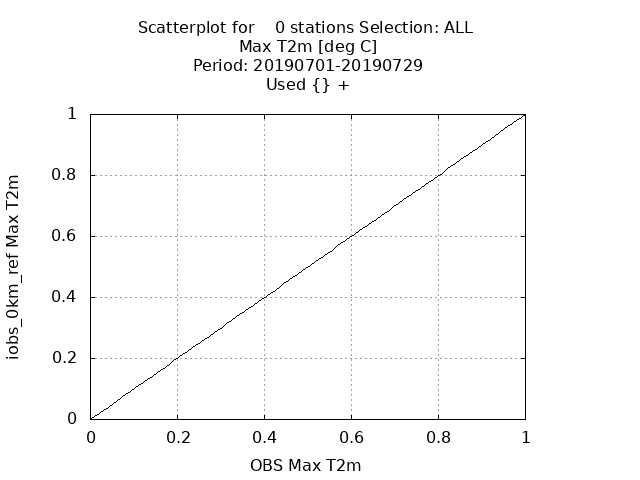 Scatterplot for    0 stations Selection: ALL
Max T2m [deg C]
Period: 20190701-20190729
Used {} +
iobs_0km_ref Max T2m
1
0.8
0.6
0.4
0.2
0
0 0.2 0.4 0.6 0.8 1
OBS Max T2m